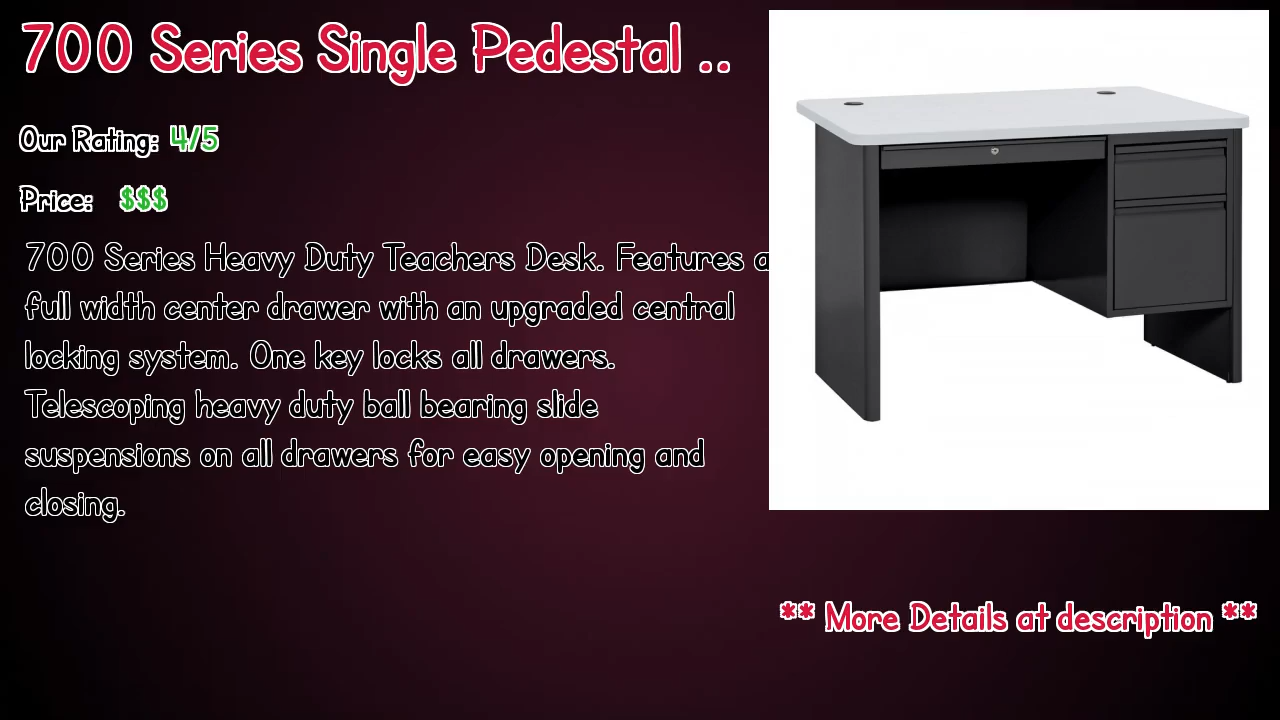 700 Series Single Pedestal ..
Our Rating: 4/5
Price: $$$
700 Series Heavy Duty Teachers Desk. Features a
full width center drawer with an upgraded central
locking system. One key locks all drawers.
Telescoping heavy duty ball bearing slide
suspensions on all drawers for easy opening and
closing.
** More Details at description **